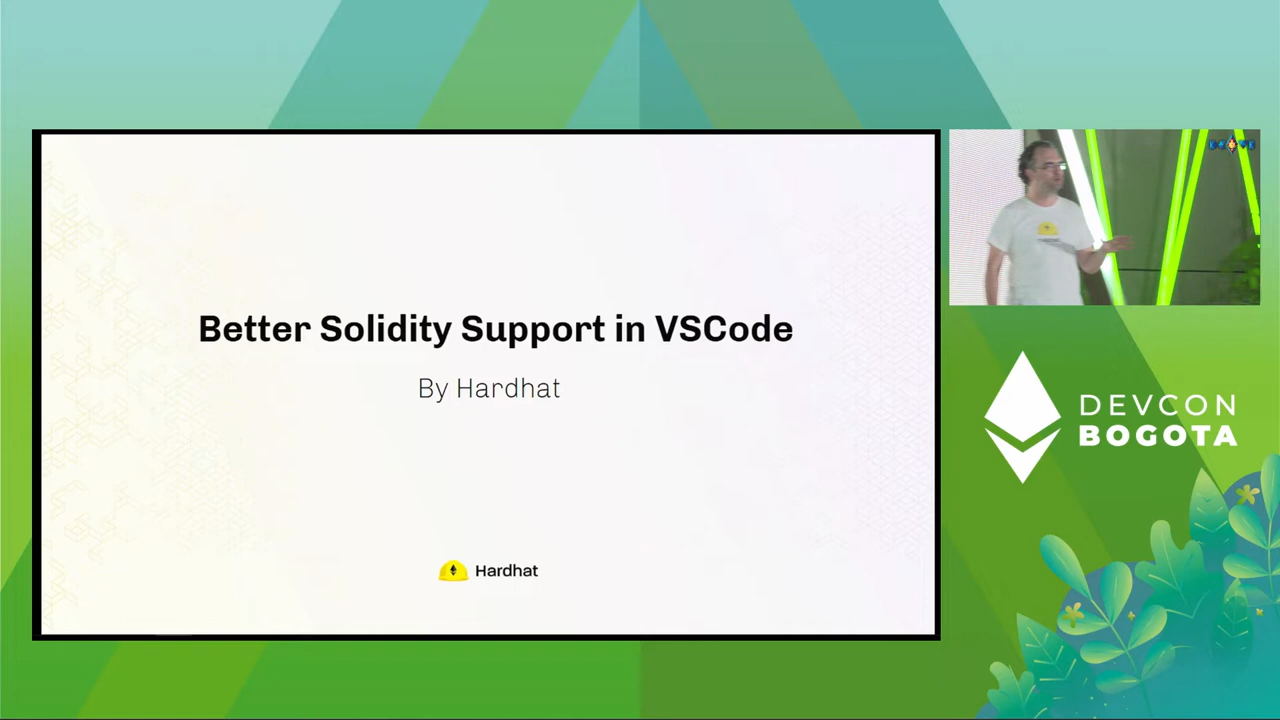 Better Solidity Support in VSCode
By Hardhat
Hardhat
DEVCON
BOGOTA